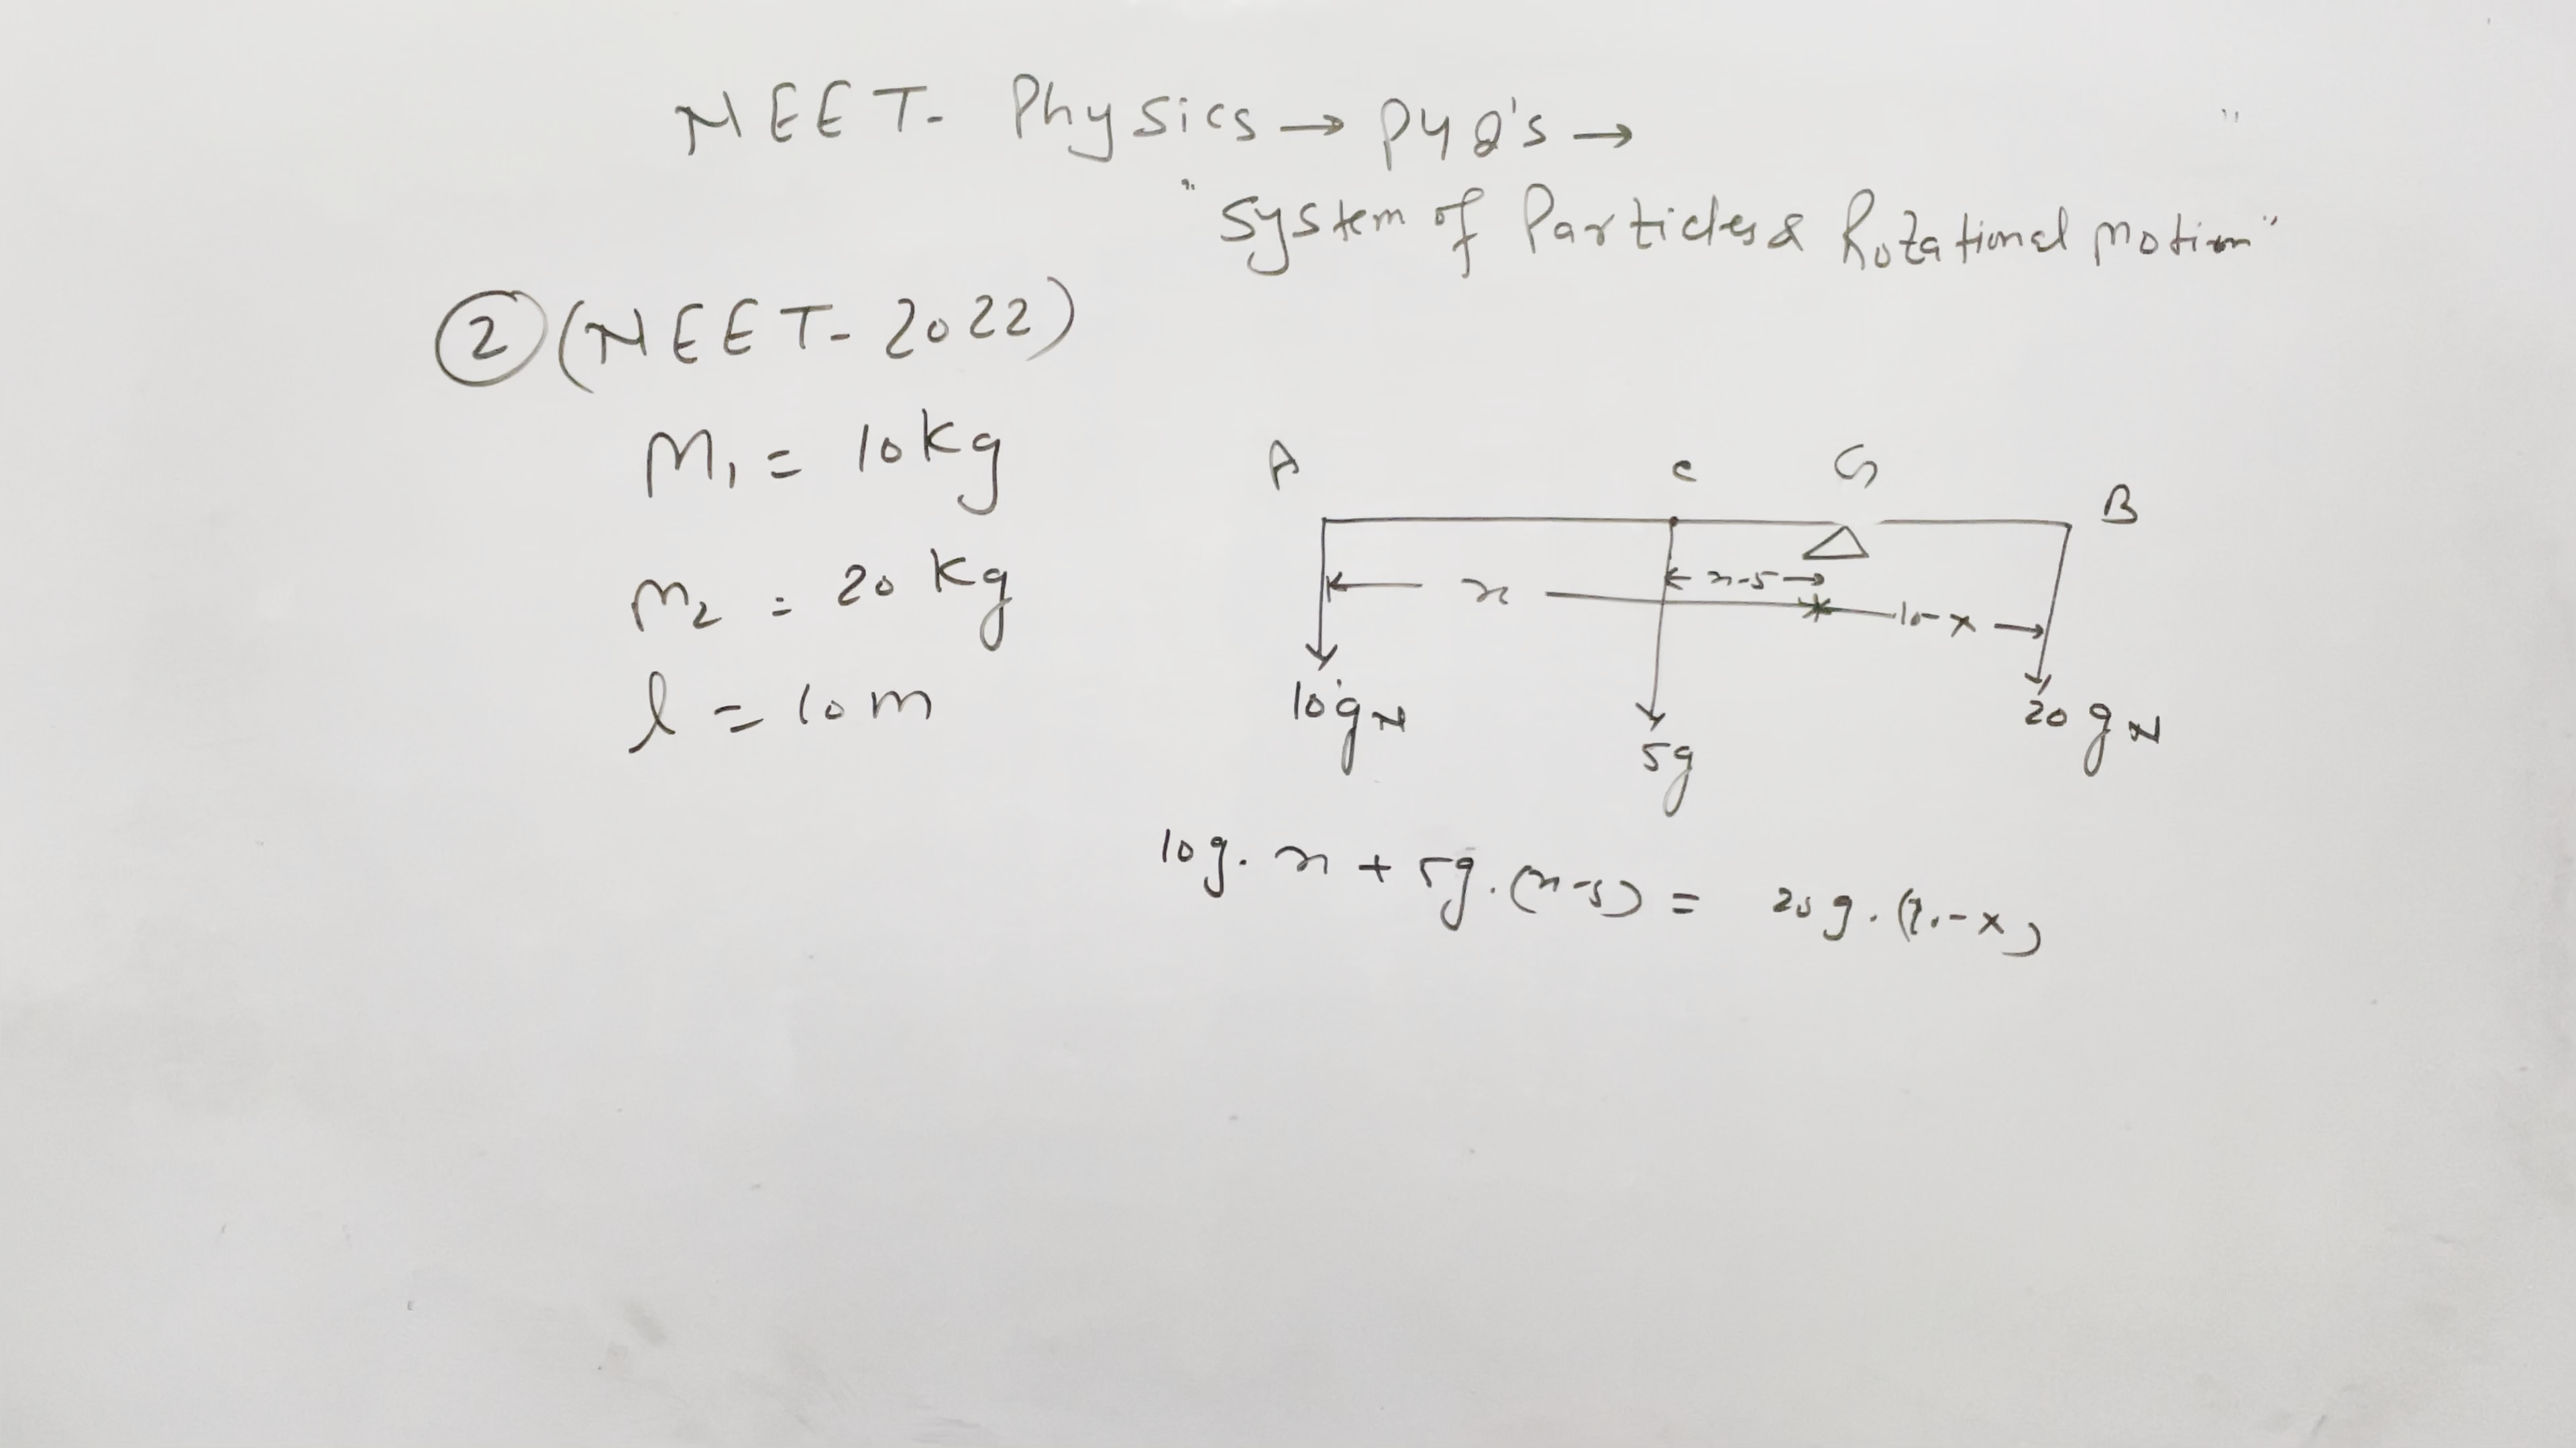 NEET- Physics → PYQ's →
"System of Particles & Rotational Motion"
② (NEET- 2022)
M₁ = 10kg
m₂ = 20 kg
l = 10m
A c G B
x-5
x 10-x
10g N 5g 20 g N
10g. x + 5g.(x-5) = 20g.(10-x)